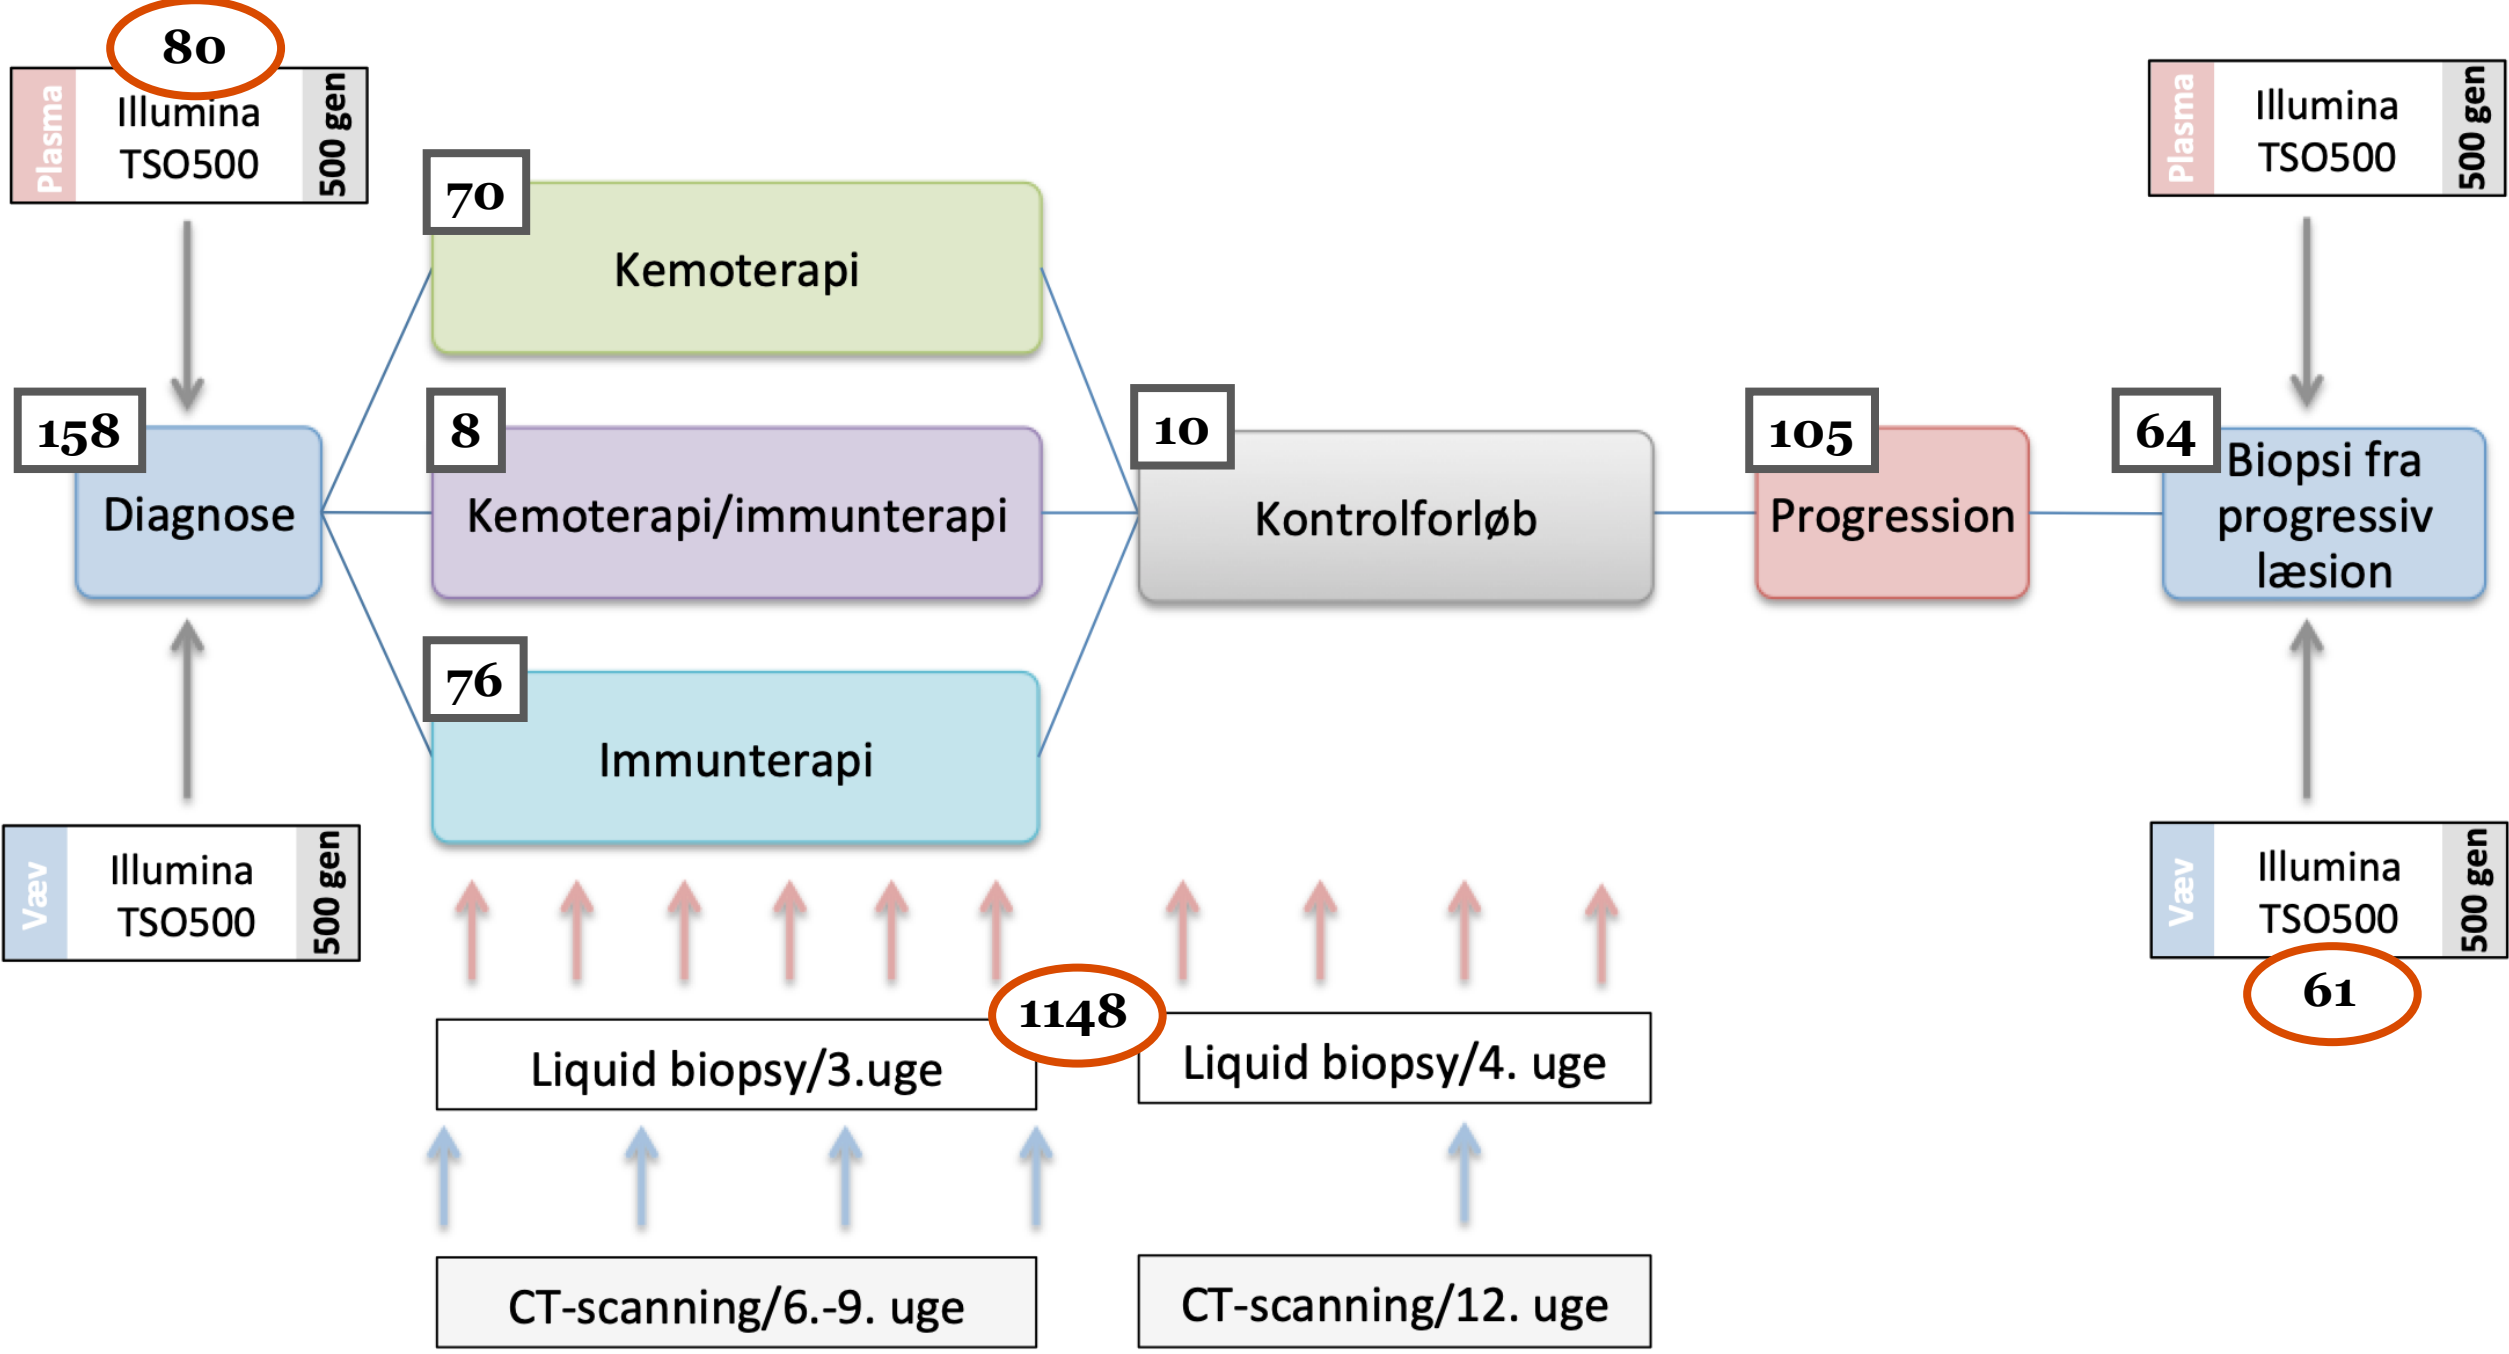 80
Plasma
Illumina
TSO500
500 gen
Plasma
Illumina
TSO500
500 gen
70
Kemoterapi
158
Diagnose
8
Kemoterapi/immunterapi
10
Kontrolforløb
105
Progression
64
Biopsi fra
progressiv
læsion
76
Immunterapi
Væv
Illumina
TSO500
500 gen
Væv
Illumina
TSO500
500 gen
61
1148
Liquid biopsy/3.uge
Liquid biopsy/4. uge
CT-scanning/6.-9. uge
CT-scanning/12. uge